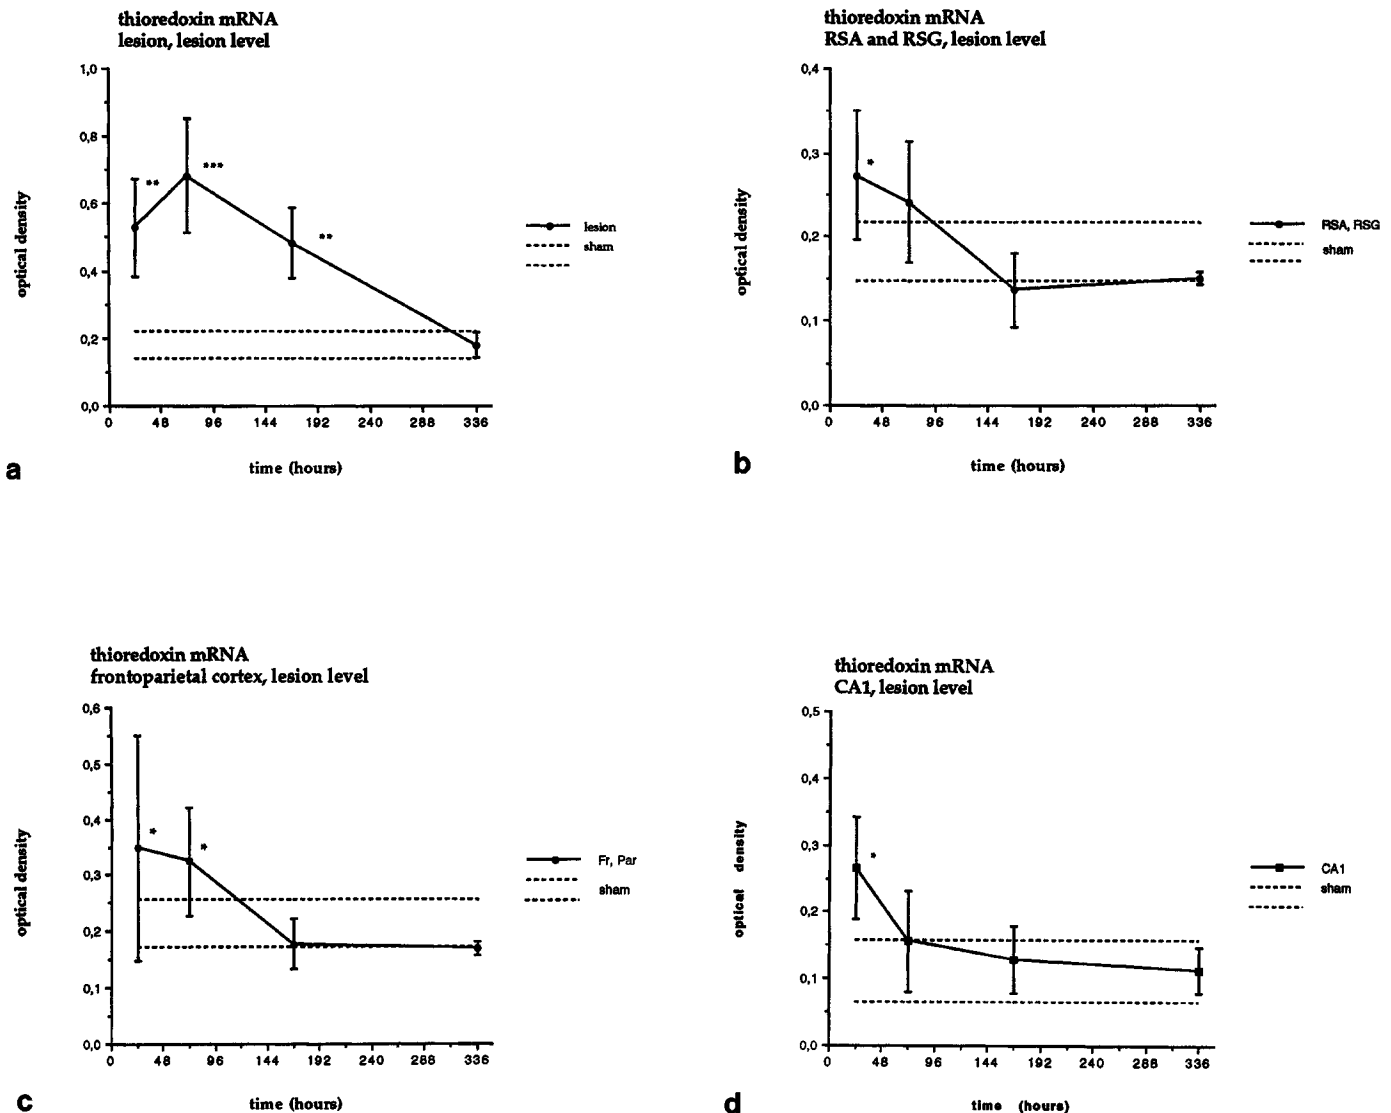 thioredoxin mRNA
lesion, lesion level
1,0
0,8
0,6
0,4
0,2
0,0
optical density
**
***
**
lesion
sham
0 48 96 144 192 240 288 336
time (hours)
a
thioredoxin mRNA
RSA and RSG, lesion level
0,4
0,3
0,2
0,1
0,0
optical density
*
RSA, RSG
sham
0 48 96 144 192 240 288 336
time (hours)
b
thioredoxin mRNA
frontoparietal cortex, lesion level
0,6
0,5
0,4
0,3
0,2
0,1
0,0
optical density
*
*
Fr, Par
sham
0 48 96 144 192 240 288 336
time (hours)
c
thioredoxin mRNA
CA1, lesion level
0,5
0,4
0,3
0,2
0,1
0,0
optical density
*
CA1
sham
0 48 96 144 192 240 288 336
time (hours)
d